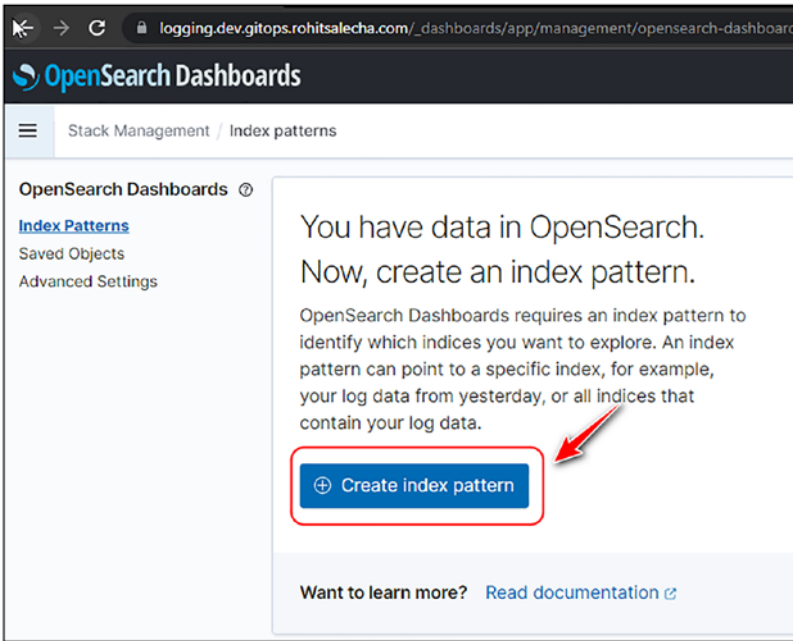 logging.dev.gitops.rohitsalecha.com/_dashboards/app/management/opensearch-dashboard
OpenSearch Dashboards
Stack Management / Index patterns
OpenSearch Dashboards
Index Patterns
Saved Objects
Advanced Settings
You have data in OpenSearch.
Now, create an index pattern.
OpenSearch Dashboards requires an index pattern to
identify which indices you want to explore. An index
pattern can point to a specific index, for example,
your log data from yesterday, or all indices that
contain your log data.
Create index pattern
Want to learn more? Read documentation